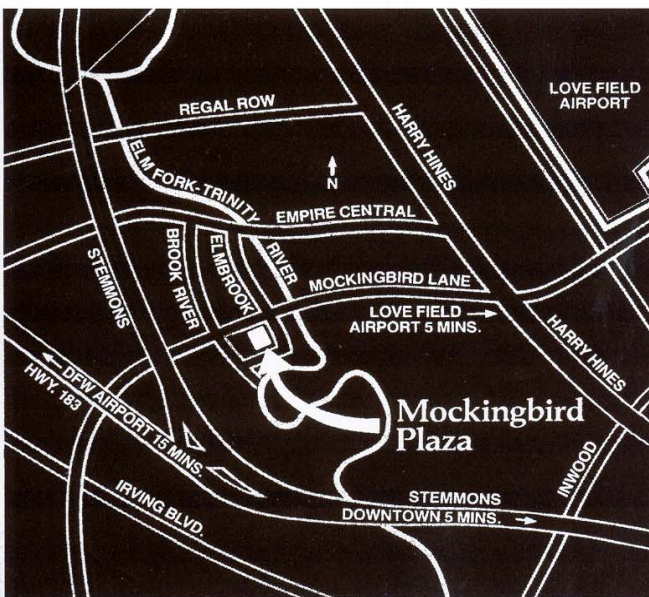 LOVE FIELD
AIRPORT
REGAL ROW
HARRY HINES
ELM FORK-TRINITY
RIVER
N
EMPIRE CENTRAL
STEMMONS
BROOK RIVER
ELMBROOK
MOCKINGBIRD LANE
LOVE FIELD →
AIRPORT 5 MINS.
HARRY HINES
← DFW AIRPORT 15 MINS.
HWY. 183
Mockingbird
Plaza
INWOOD
IRVING BLVD.
STEMMONS
DOWNTOWN 5 MINS. →